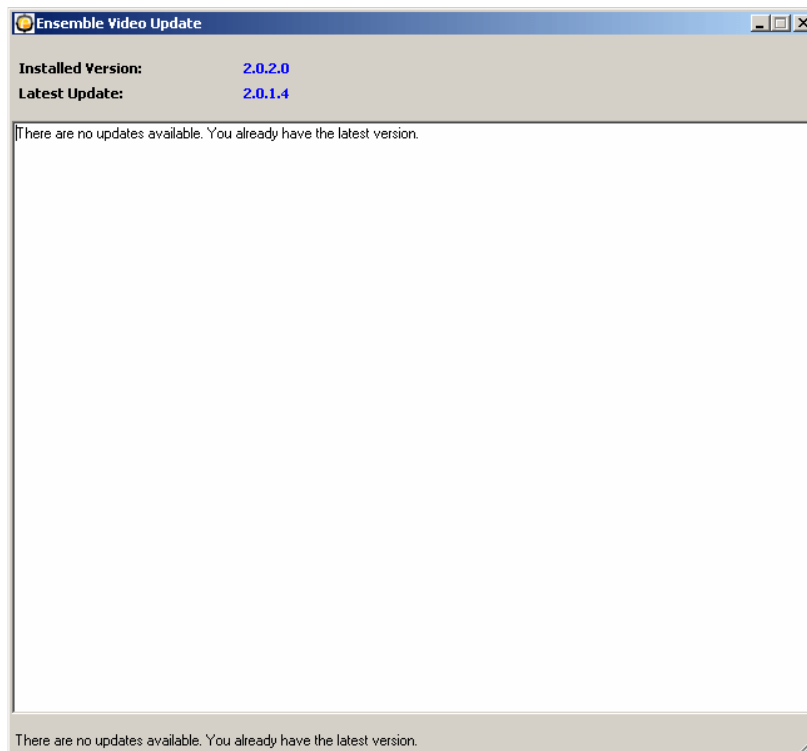 Ensemble Video Update
Installed Version: 2.0.2.0
Latest Update: 2.0.1.4
There are no updates available. You already have the latest version.
There are no updates available. You already have the latest version.